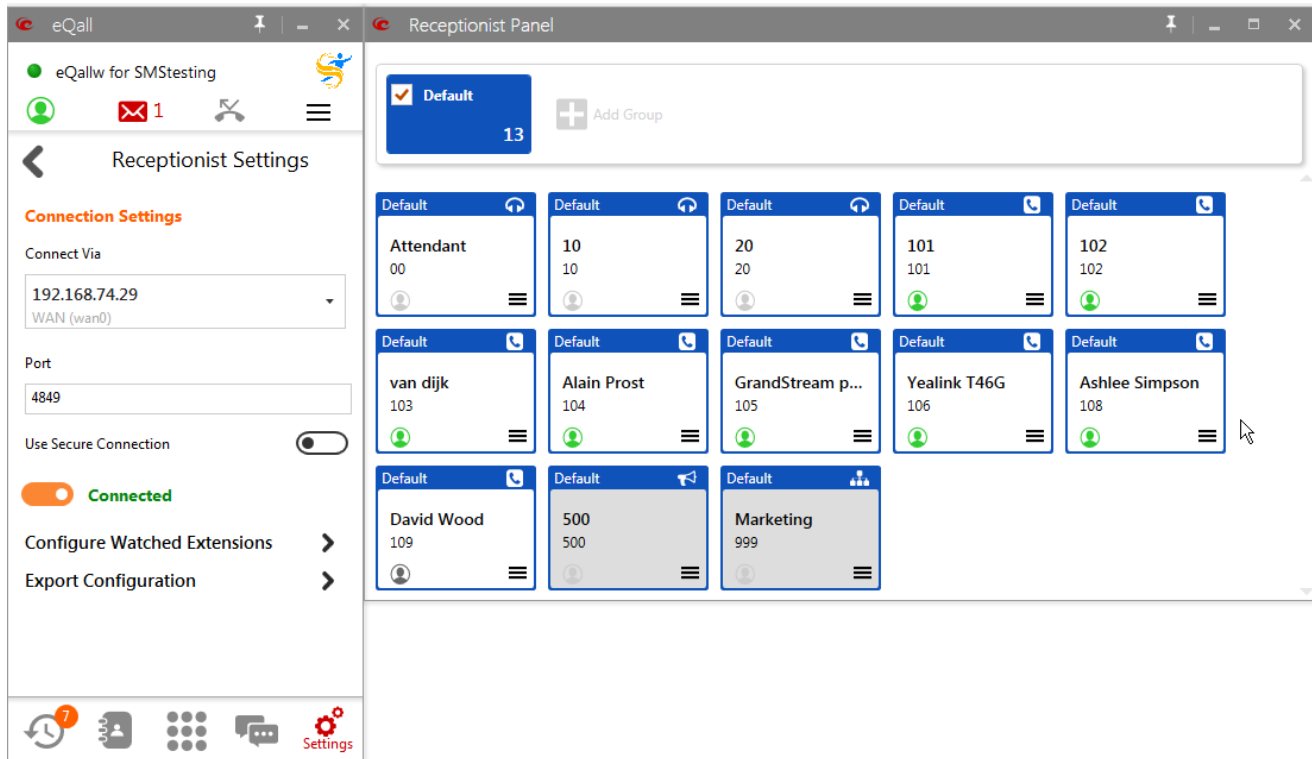 eQall
eQallw for SMStesting
1
Receptionist Settings
Connection Settings
Connect Via
192.168.74.29
WAN (wan0)
Port
4849
Use Secure Connection
Connected
Configure Watched Extensions
Export Configuration
7
Settings
Receptionist Panel
Default
13
Add Group
Default
Attendant
00
Default
10
10
Default
20
20
Default
101
101
Default
102
102
Default
van dijk
103
Default
Alain Prost
104
Default
GrandStream p...
105
Default
Yealink T46G
106
Default
Ashlee Simpson
108
Default
David Wood
109
Default
500
500
Default
Marketing
999